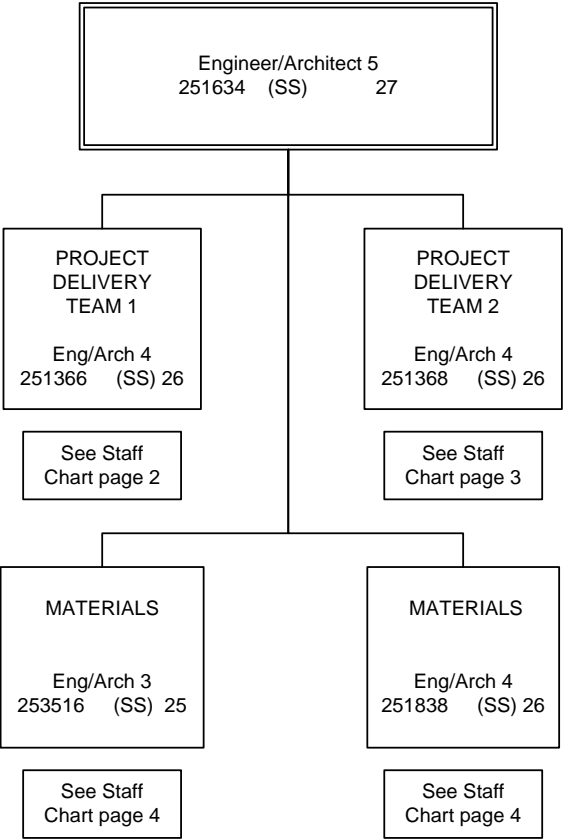 Engineer/Architect 5
251634 (SS) 27
PROJECT
DELIVERY
TEAM 1
Eng/Arch 4
251366 (SS) 26
See Staff
Chart page 2
PROJECT
DELIVERY
TEAM 2
Eng/Arch 4
251368 (SS) 26
See Staff
Chart page 3
MATERIALS
Eng/Arch 3
253516 (SS) 25
See Staff
Chart page 4
MATERIALS
Eng/Arch 4
251838 (SS) 26
See Staff
Chart page 4